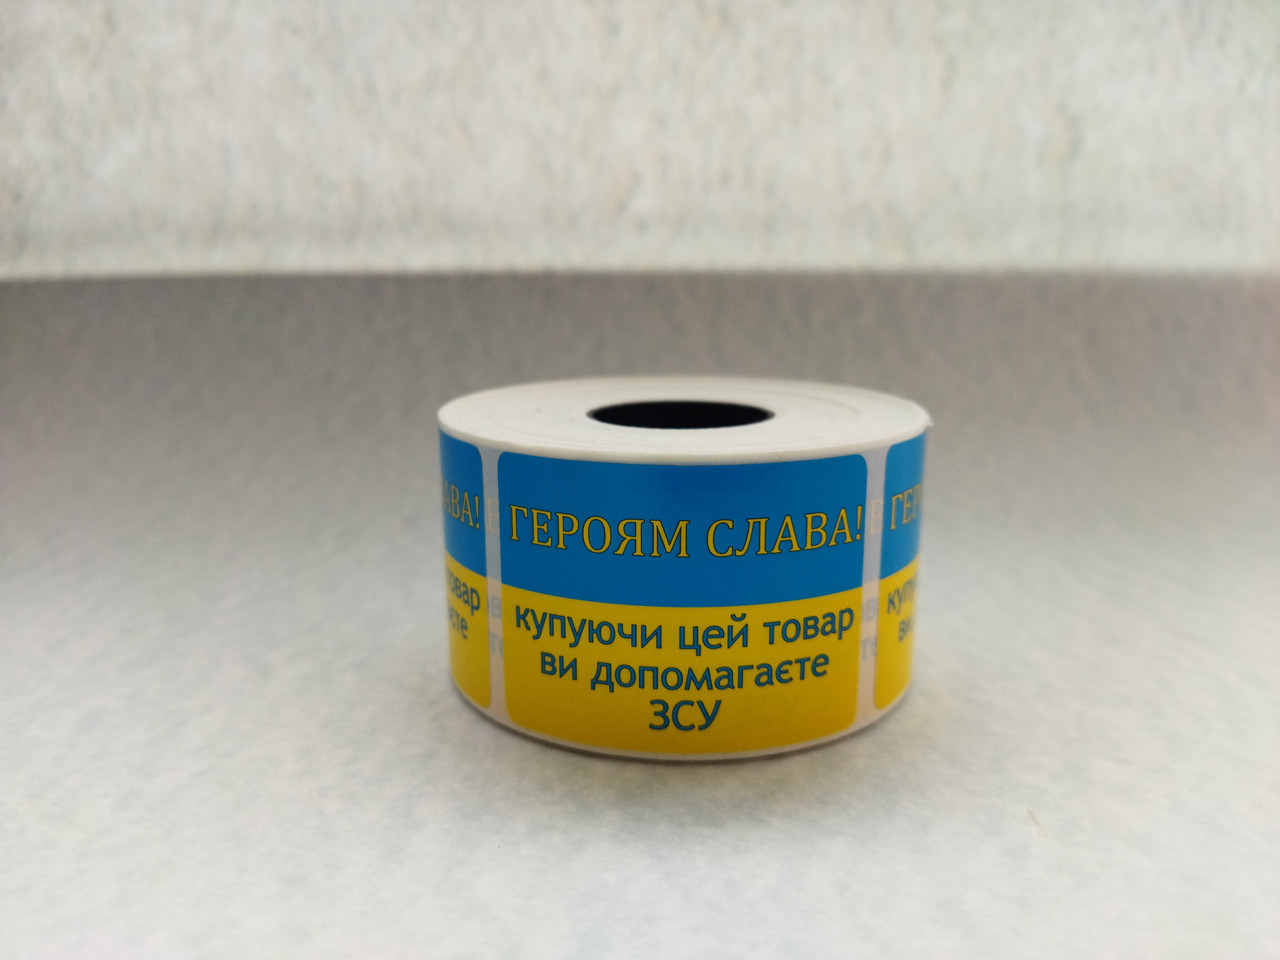 ГЕРОЯМ СЛАВА!
купуючи цей товар
ви допомагаєте
ЗСУ